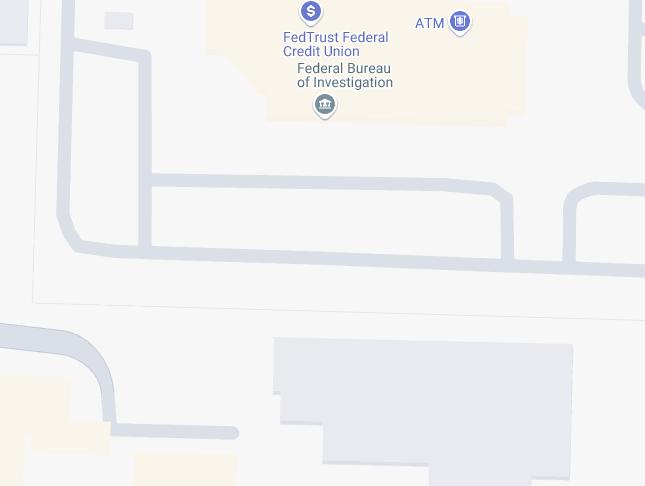 FedTrust Federal
Credit Union
ATM
Federal Bureau
of Investigation